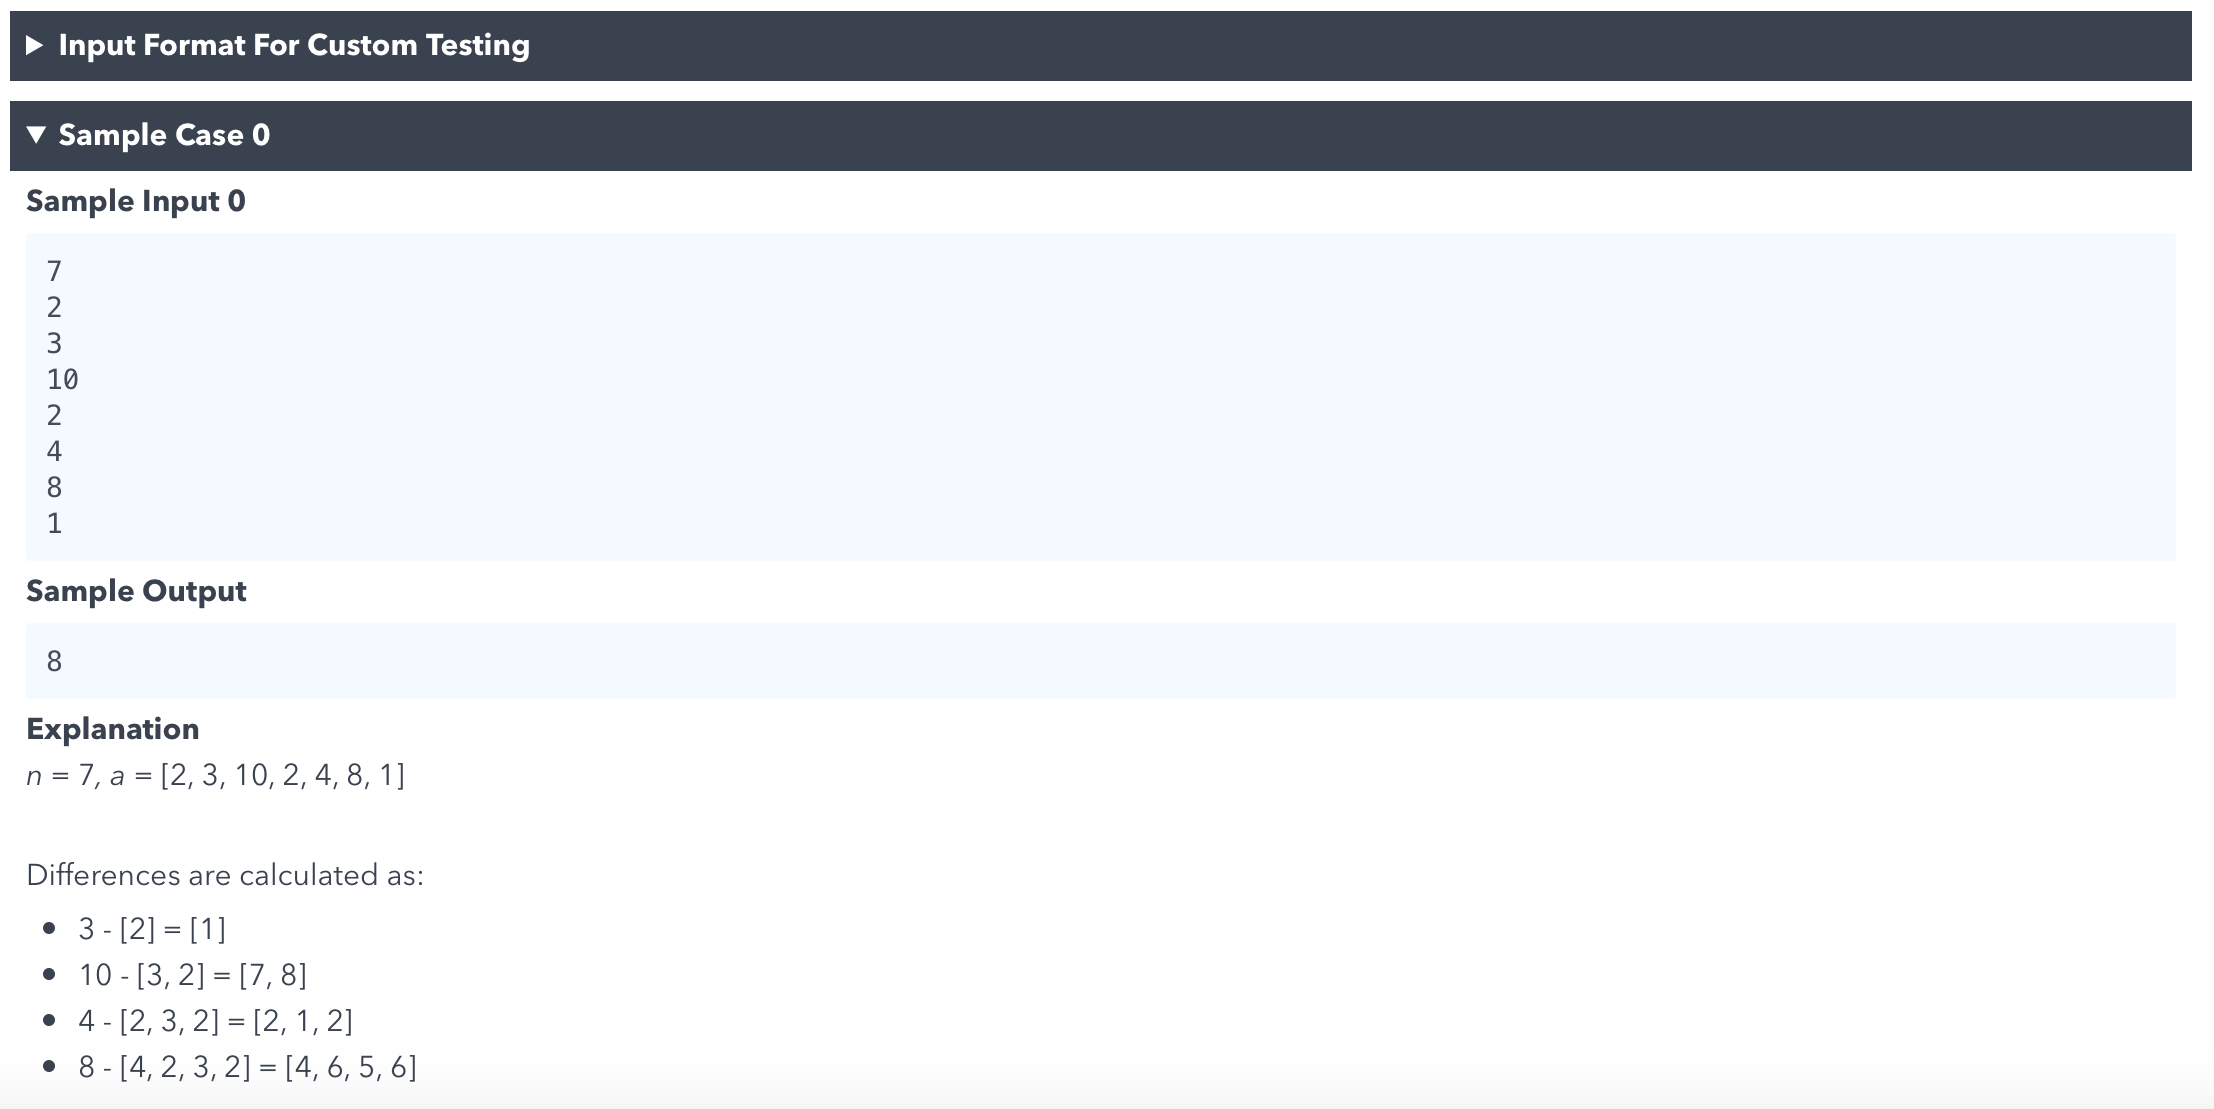 Input Format For Custom Testing
Sample Case 0
Sample Input 0
7
2
3
10
2
4
8
1
Sample Output
8
Explanation
n = 7, a = [2, 3, 10, 2, 4, 8, 1]
Differences are calculated as:
• 3 - [2] = [1]
• 10 - [3, 2] = [7, 8]
• 4 - [2, 3, 2] = [2, 1, 2]
• 8 - [4, 2, 3, 2] = [4, 6, 5, 6]